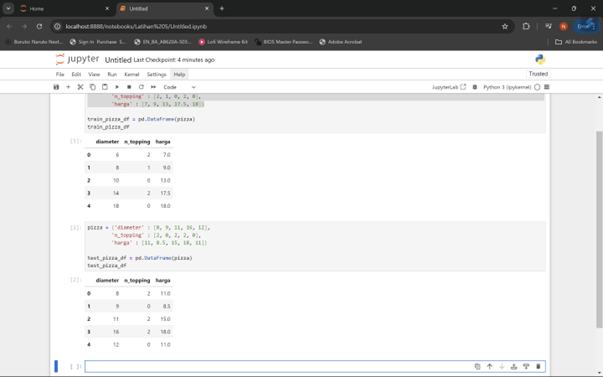 Home
Untitled
localhost:8888/notebooks/Latihan%205/Untitled.ipynb
Boruto: Naruto Next...
Sign in · Purchase S...
EN_BA_ABK20A-503...
LoS Wireframe 64
BIOS Master Passwo...
Adobe Acrobat
All Bookmarks
jupyter Untitled Last Checkpoint: 4 minutes ago
File Edit View Run Kernel Settings Help
Trusted
Code
JupyterLab
Python 3 (ipykernel)
'n_topping' : [2, 1, 0, 2, 0],
'harga' : [7, 9, 13, 17.5, 18]}
train_pizza_df = pd.DataFrame(pizza)
train_pizza_df
diameter n_topping harga
0 6 2 7.0
1 8 1 9.0
2 10 0 13.0
3 14 2 17.5
4 18 0 18.0
pizza = {'diameter' : [8, 9, 11, 16, 12],
'n_topping' : [2, 0, 2, 2, 0],
'harga' : [11, 8.5, 15, 18, 11]}
test_pizza_df = pd.DataFrame(pizza)
test_pizza_df
[2]:
diameter n_topping harga
0 8 2 11.0
1 9 0 8.5
2 11 2 15.0
3 16 2 18.0
4 12 0 11.0
[ ]: